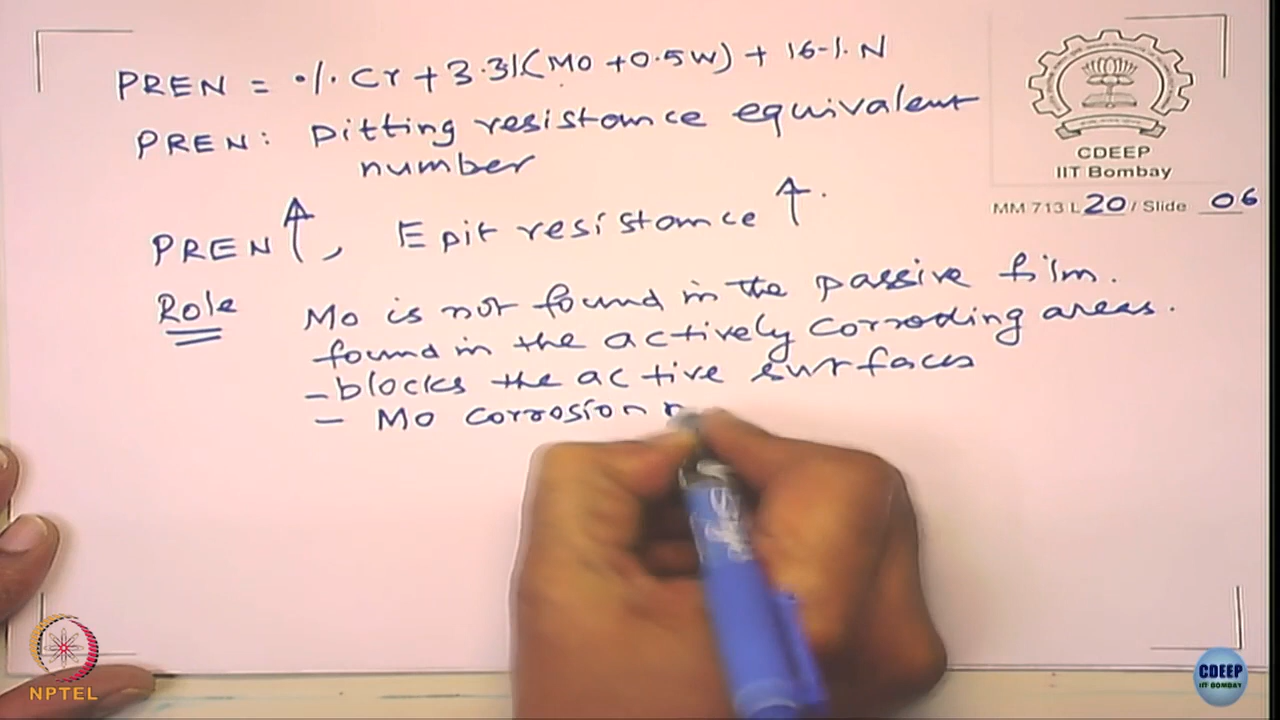 PREN = %. Cr + 3.3%(Mo + 0.5W) + 16%. N
PREN: Pitting resistance equivalent
number
CDEEP
IIT Bombay
MM 713 L 20 / Slide 06
PREN↑, Epit resistance ↑.
Role Mo is not found in the passive film.
found in the actively corroding areas.
- blocks the active surfaces
- Mo corrosion
NPTEL
CDEEP
IIT BOMBAY